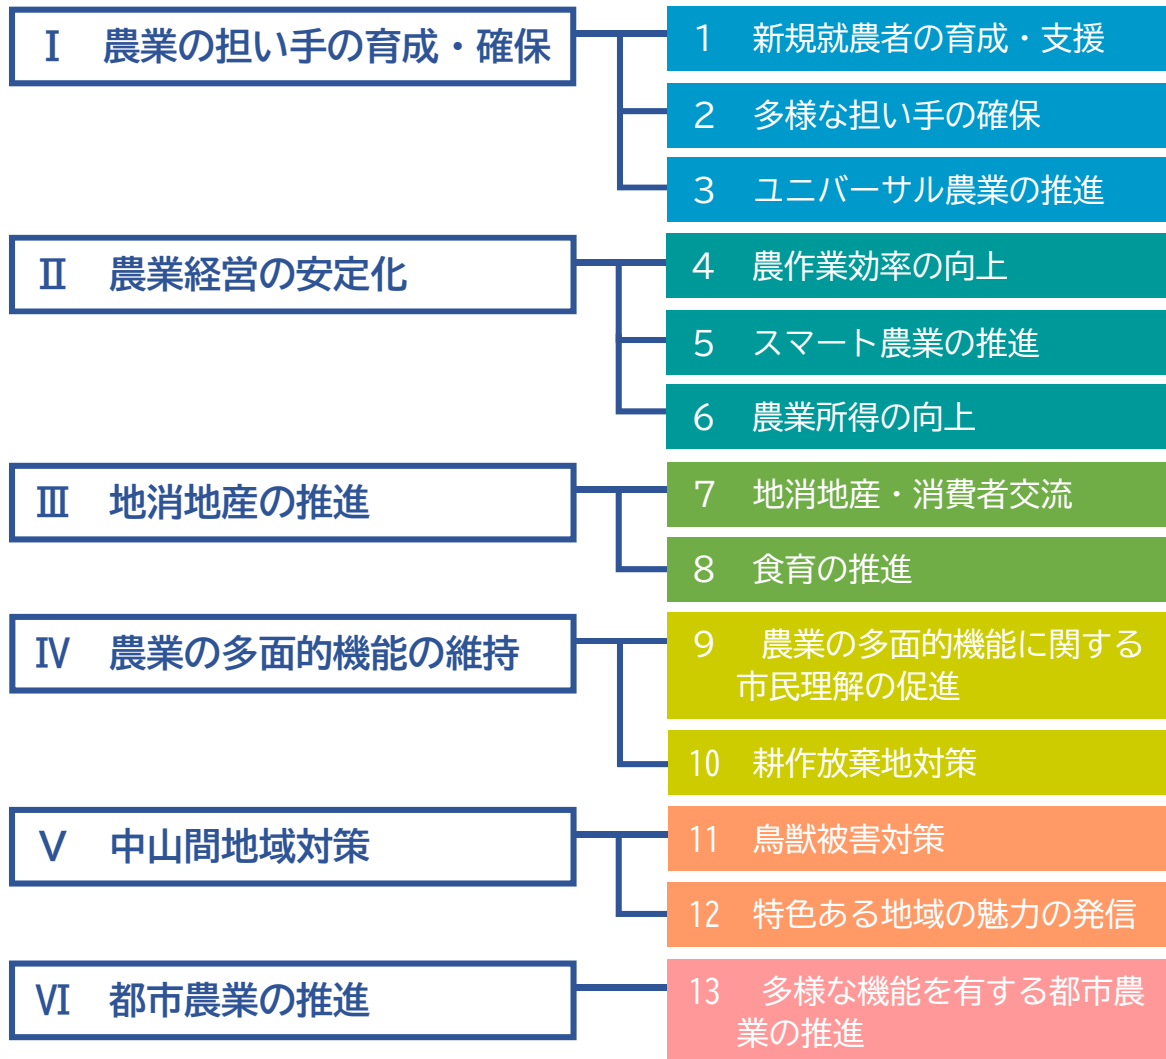 Ⅰ 農業の担い手の育成・確保
1 新規就農者の育成・支援
2 多様な担い手の確保
3 ユニバーサル農業の推進
Ⅱ 農業経営の安定化
4 農作業効率の向上
5 スマート農業の推進
6 農業所得の向上
Ⅲ 地消地産の推進
7 地消地産・消費者交流
8 食育の推進
Ⅳ 農業の多面的機能の維持
9 農業の多面的機能に関する
市民理解の促進
10 耕作放棄地対策
Ⅴ 中山間地域対策
11 鳥獣被害対策
12 特色ある地域の魅力の発信
Ⅵ 都市農業の推進
13 多様な機能を有する都市農
業の推進